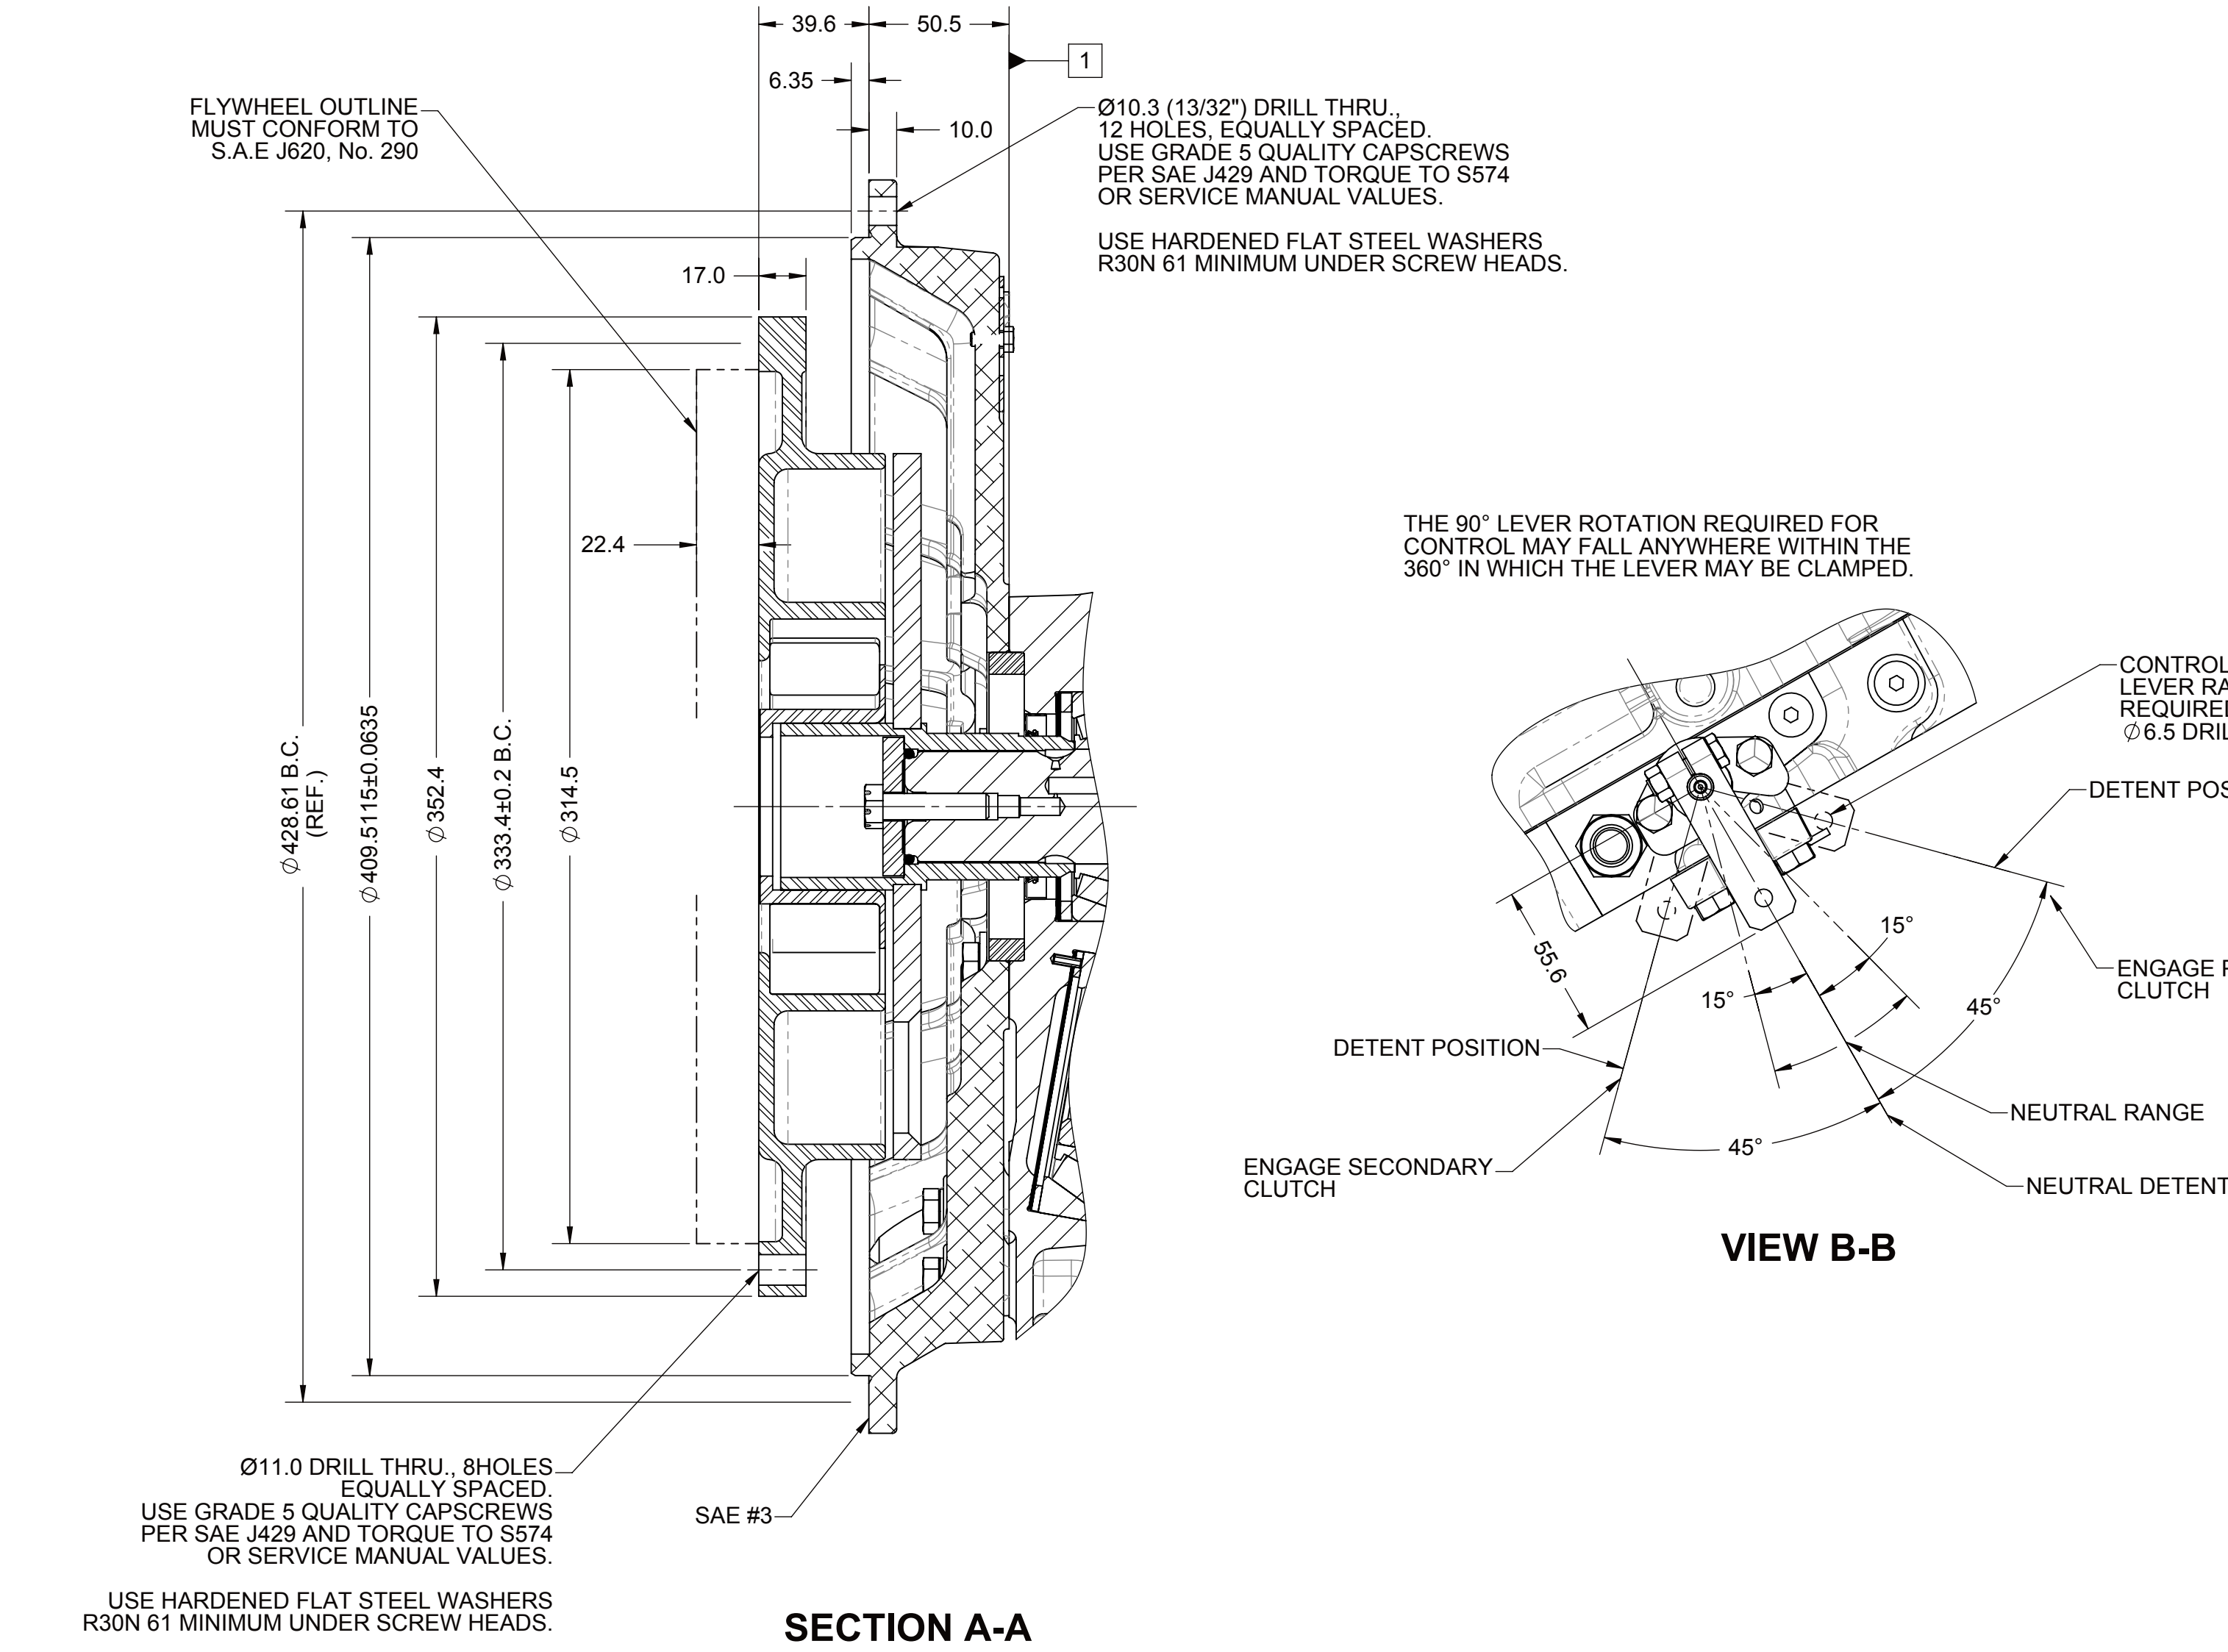 39.6
50.5
1
6.35
10.0
FLYWHEEL OUTLINE
MUST CONFORM TO
S.A.E J620, No. 290
Ø10.3 (13/32") DRILL THRU.,
12 HOLES, EQUALLY SPACED.
USE GRADE 5 QUALITY CAPSCREWS
PER SAE J429 AND TORQUE TO S574
OR SERVICE MANUAL VALUES.
USE HARDENED FLAT STEEL WASHERS
R30N 61 MINIMUM UNDER SCREW HEADS.
17.0
22.4
Ø428.61 B.C.
(REF.)
Ø409.5115±0.0635
Ø352.4
Ø333.4±0.2 B.C.
Ø314.5
Ø11.0 DRILL THRU., 8HOLES
EQUALLY SPACED.
USE GRADE 5 QUALITY CAPSCREWS
PER SAE J429 AND TORQUE TO S574
OR SERVICE MANUAL VALUES.
USE HARDENED FLAT STEEL WASHERS
R30N 61 MINIMUM UNDER SCREW HEADS.
SAE #3
SECTION A-A
THE 90° LEVER ROTATION REQUIRED FOR
CONTROL MAY FALL ANYWHERE WITHIN THE
360° IN WHICH THE LEVER MAY BE CLAMPED.
CONTROL
LEVER RA
REQUIRE
Ø6.5 DRIL
DETENT POS
55.6
15°
15°
45°
45°
ENGAGE
CLUTCH
DETENT POSITION
NEUTRAL RANGE
ENGAGE SECONDARY
CLUTCH
NEUTRAL DETENT
VIEW B-B